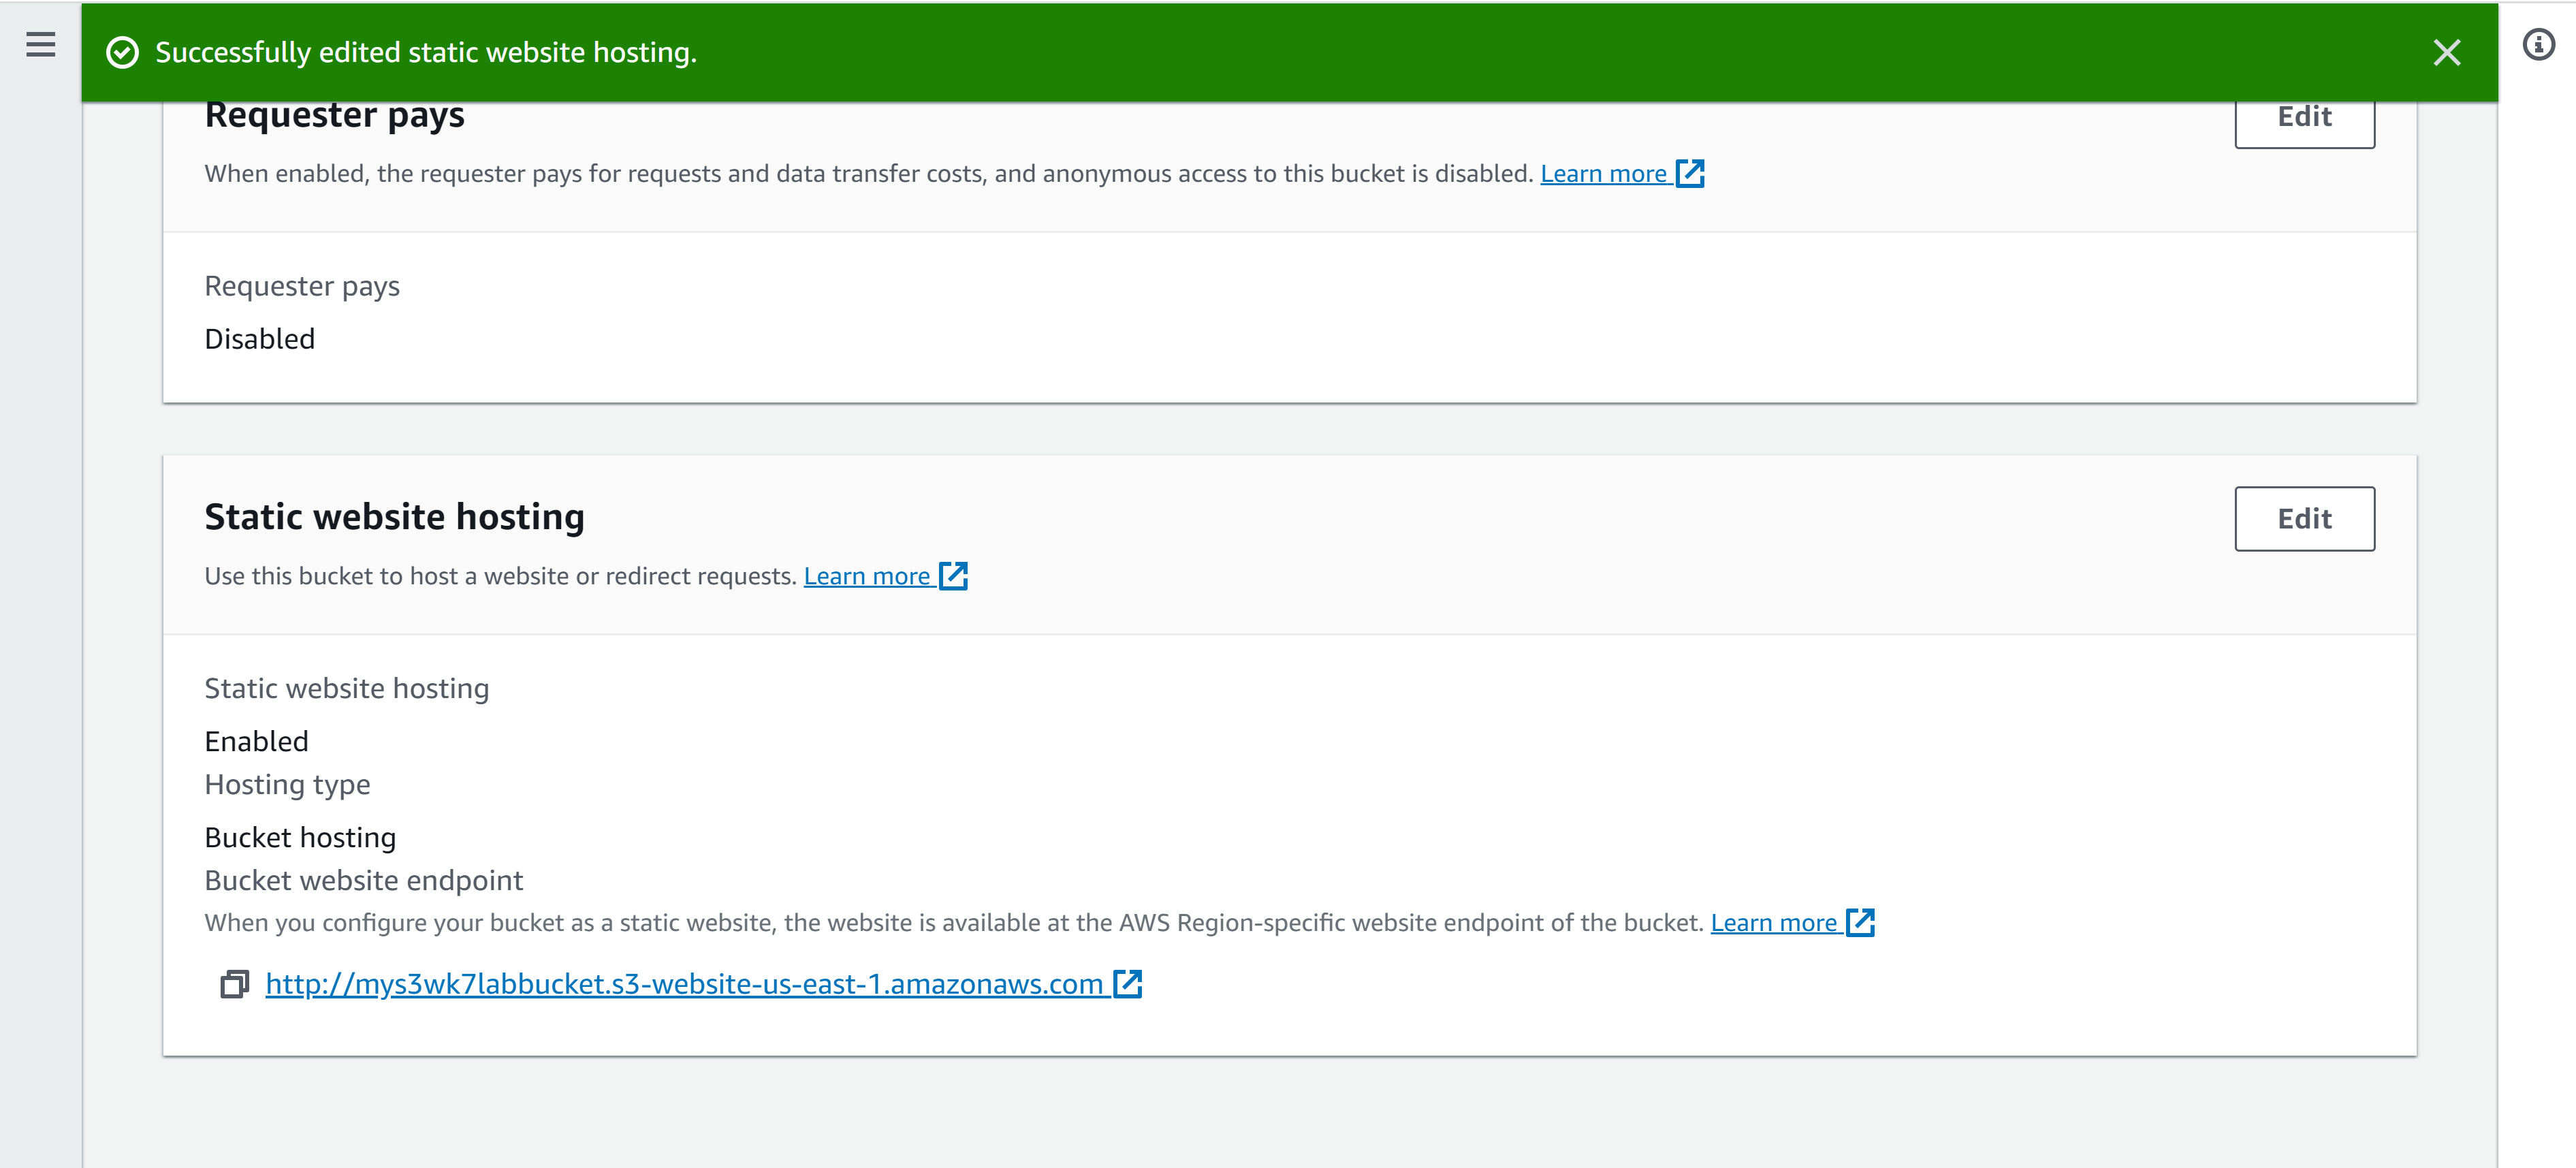 Successfully edited static website hosting.
Requester pays
Edit
When enabled, the requester pays for requests and data transfer costs, and anonymous access to this bucket is disabled. Learn more
Requester pays
Disabled
Static website hosting
Edit
Use this bucket to host a website or redirect requests. Learn more
Static website hosting
Enabled
Hosting type
Bucket hosting
Bucket website endpoint
When you configure your bucket as a static website, the website is available at the AWS Region-specific website endpoint of the bucket. Learn more
http://mys3wk7labbucket.s3-website-us-east-1.amazonaws.com